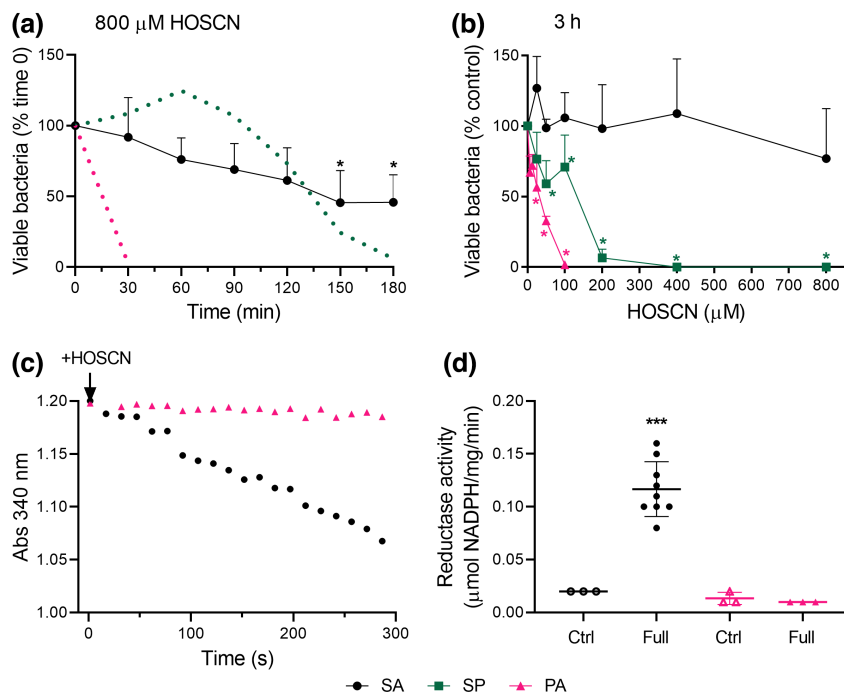 (a) 800 μM HOSCN
Viable bacteria (% time 0)
150
100
50
0
* *
0 30 60 90 120 150 180
Time (min)
(b) 3 h
Viable bacteria (% control)
150
100
50
0
* * * * * * * *
0 100 200 300 400 500 600 700 800
HOSCN (μM)
(c)
+HOSCN
Abs 340 nm
1.20
1.15
1.10
1.05
1.00
0 100 200 300
Time (s)
(d)
Reductase activity
(μmol NADPH/mg/min)
0.20
0.15
0.10
0.05
0.00
***
Ctrl Full Ctrl Full
SA SP PA